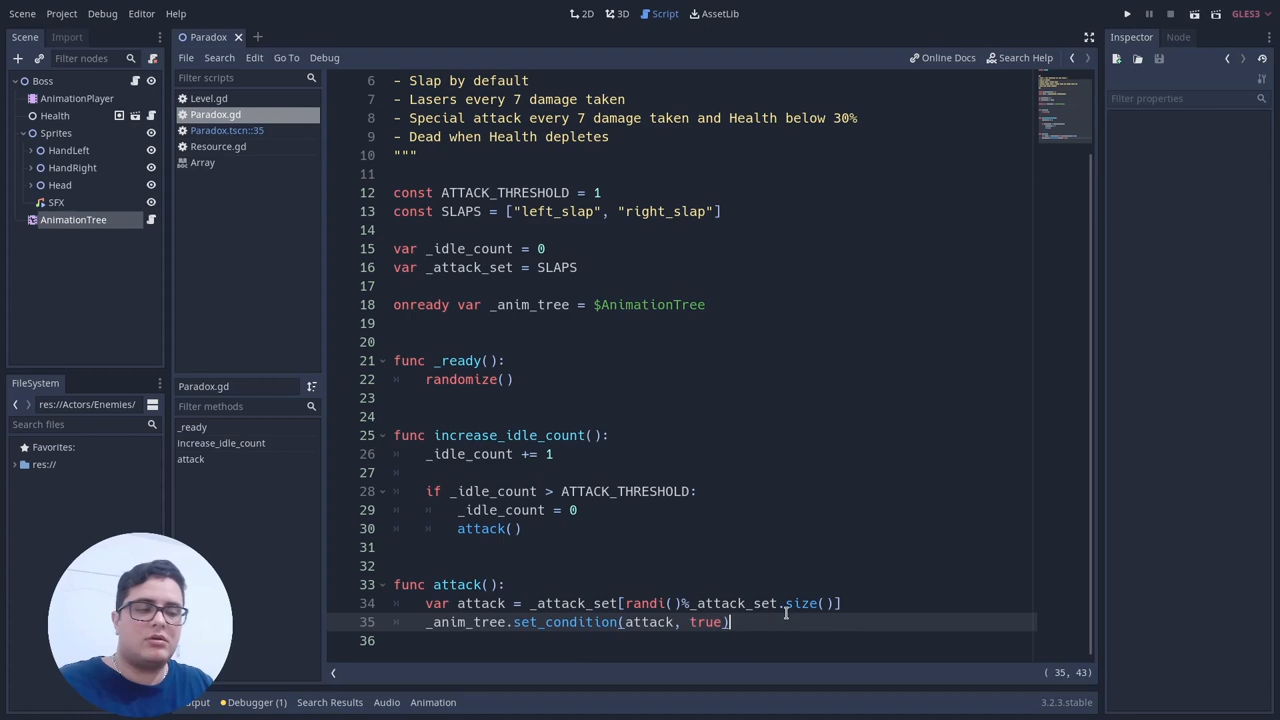 Scene Project Debug Editor Help
2D 3D Script AssetLib
GLES3
Scene Import
Filter nodes
Boss
AnimationPlayer
Health
Sprites
HandLeft
HandRight
Head
SFX
AnimationTree
FileSystem
res://Actors/Enemies/
Search files
Favorites:
res://
Paradox
File Search Edit Go To Debug
Online Docs Search Help
Filter scripts
Level.gd
Paradox.gd
Paradox.tscn::35
Resource.gd
Array
Paradox.gd
Filter methods
_ready
increase_idle_count
attack
6 - Slap by default
7 - Lasers every 7 damage taken
8 - Special attack every 7 damage taken and Health below 30%
9 - Dead when Health depletes
10 """
11
12 const ATTACK_THRESHOLD = 1
13 const SLAPS = ["left_slap", "right_slap"]
14
15 var _idle_count = 0
16 var _attack_set = SLAPS
17
18 onready var _anim_tree = $AnimationTree
19
20
21 func _ready():
22 randomize()
23
24
25 func increase_idle_count():
26 _idle_count += 1
27
28 if _idle_count > ATTACK_THRESHOLD:
29 _idle_count = 0
30 attack()
31
32
33 func attack():
34 var attack = _attack_set[randi()%_attack_set.size()]
35 _anim_tree.set_condition(attack, true)
36
( 35, 43)
utput Debugger (1) Search Results Audio Animation
3.2.3.stable
Inspector Node
Filter properties